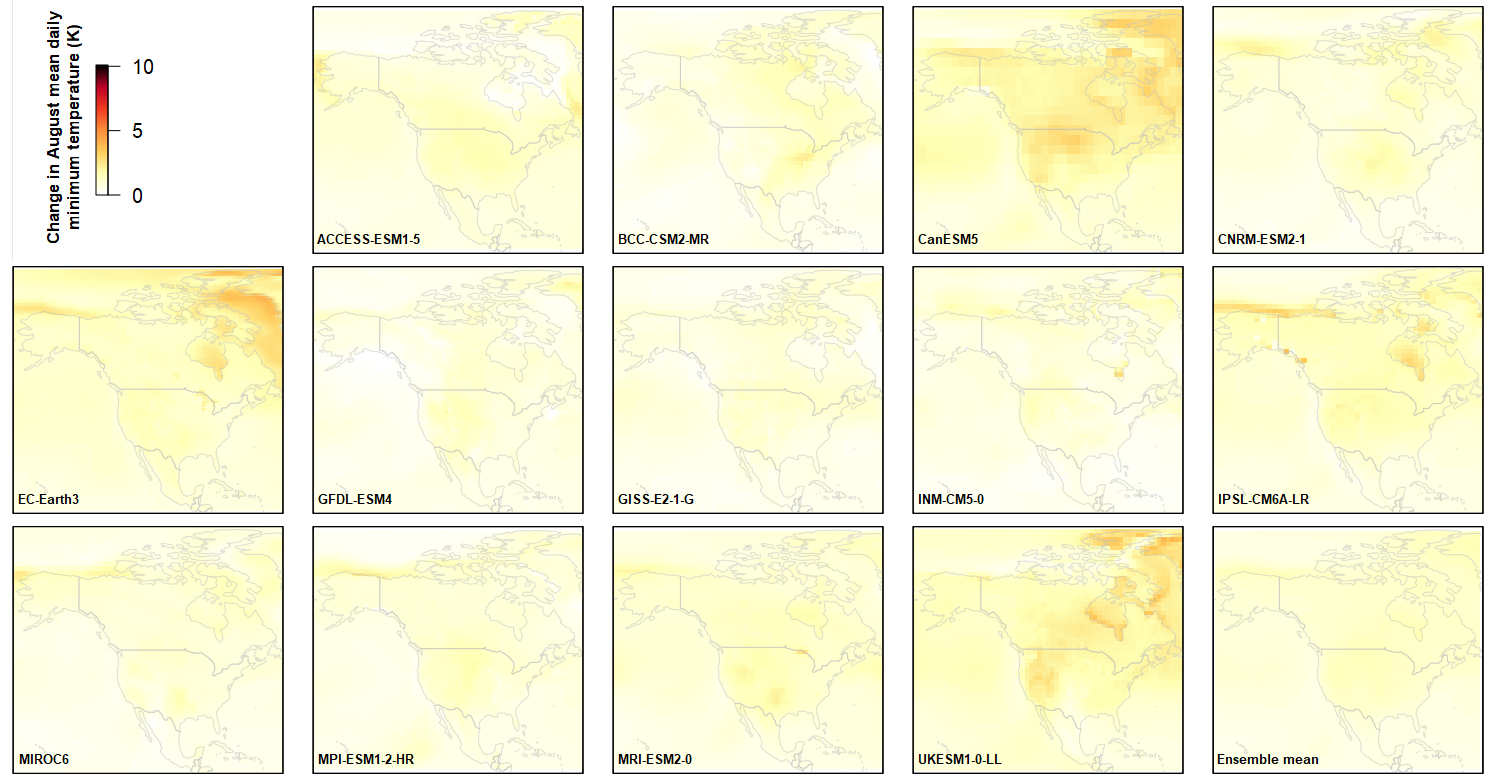 Change in August mean daily
minimum temperature (K)
10
5
0
ACCESS-ESM1-5
BCC-CSM2-MR
CanESM5
CNRM-ESM2-1
EC-Earth3
GFDL-ESM4
GISS-E2-1-G
INM-CM5-0
IPSL-CM6A-LR
MIROC6
MPI-ESM1-2-HR
MRI-ESM2-0
UKESM1-0-LL
Ensemble mean